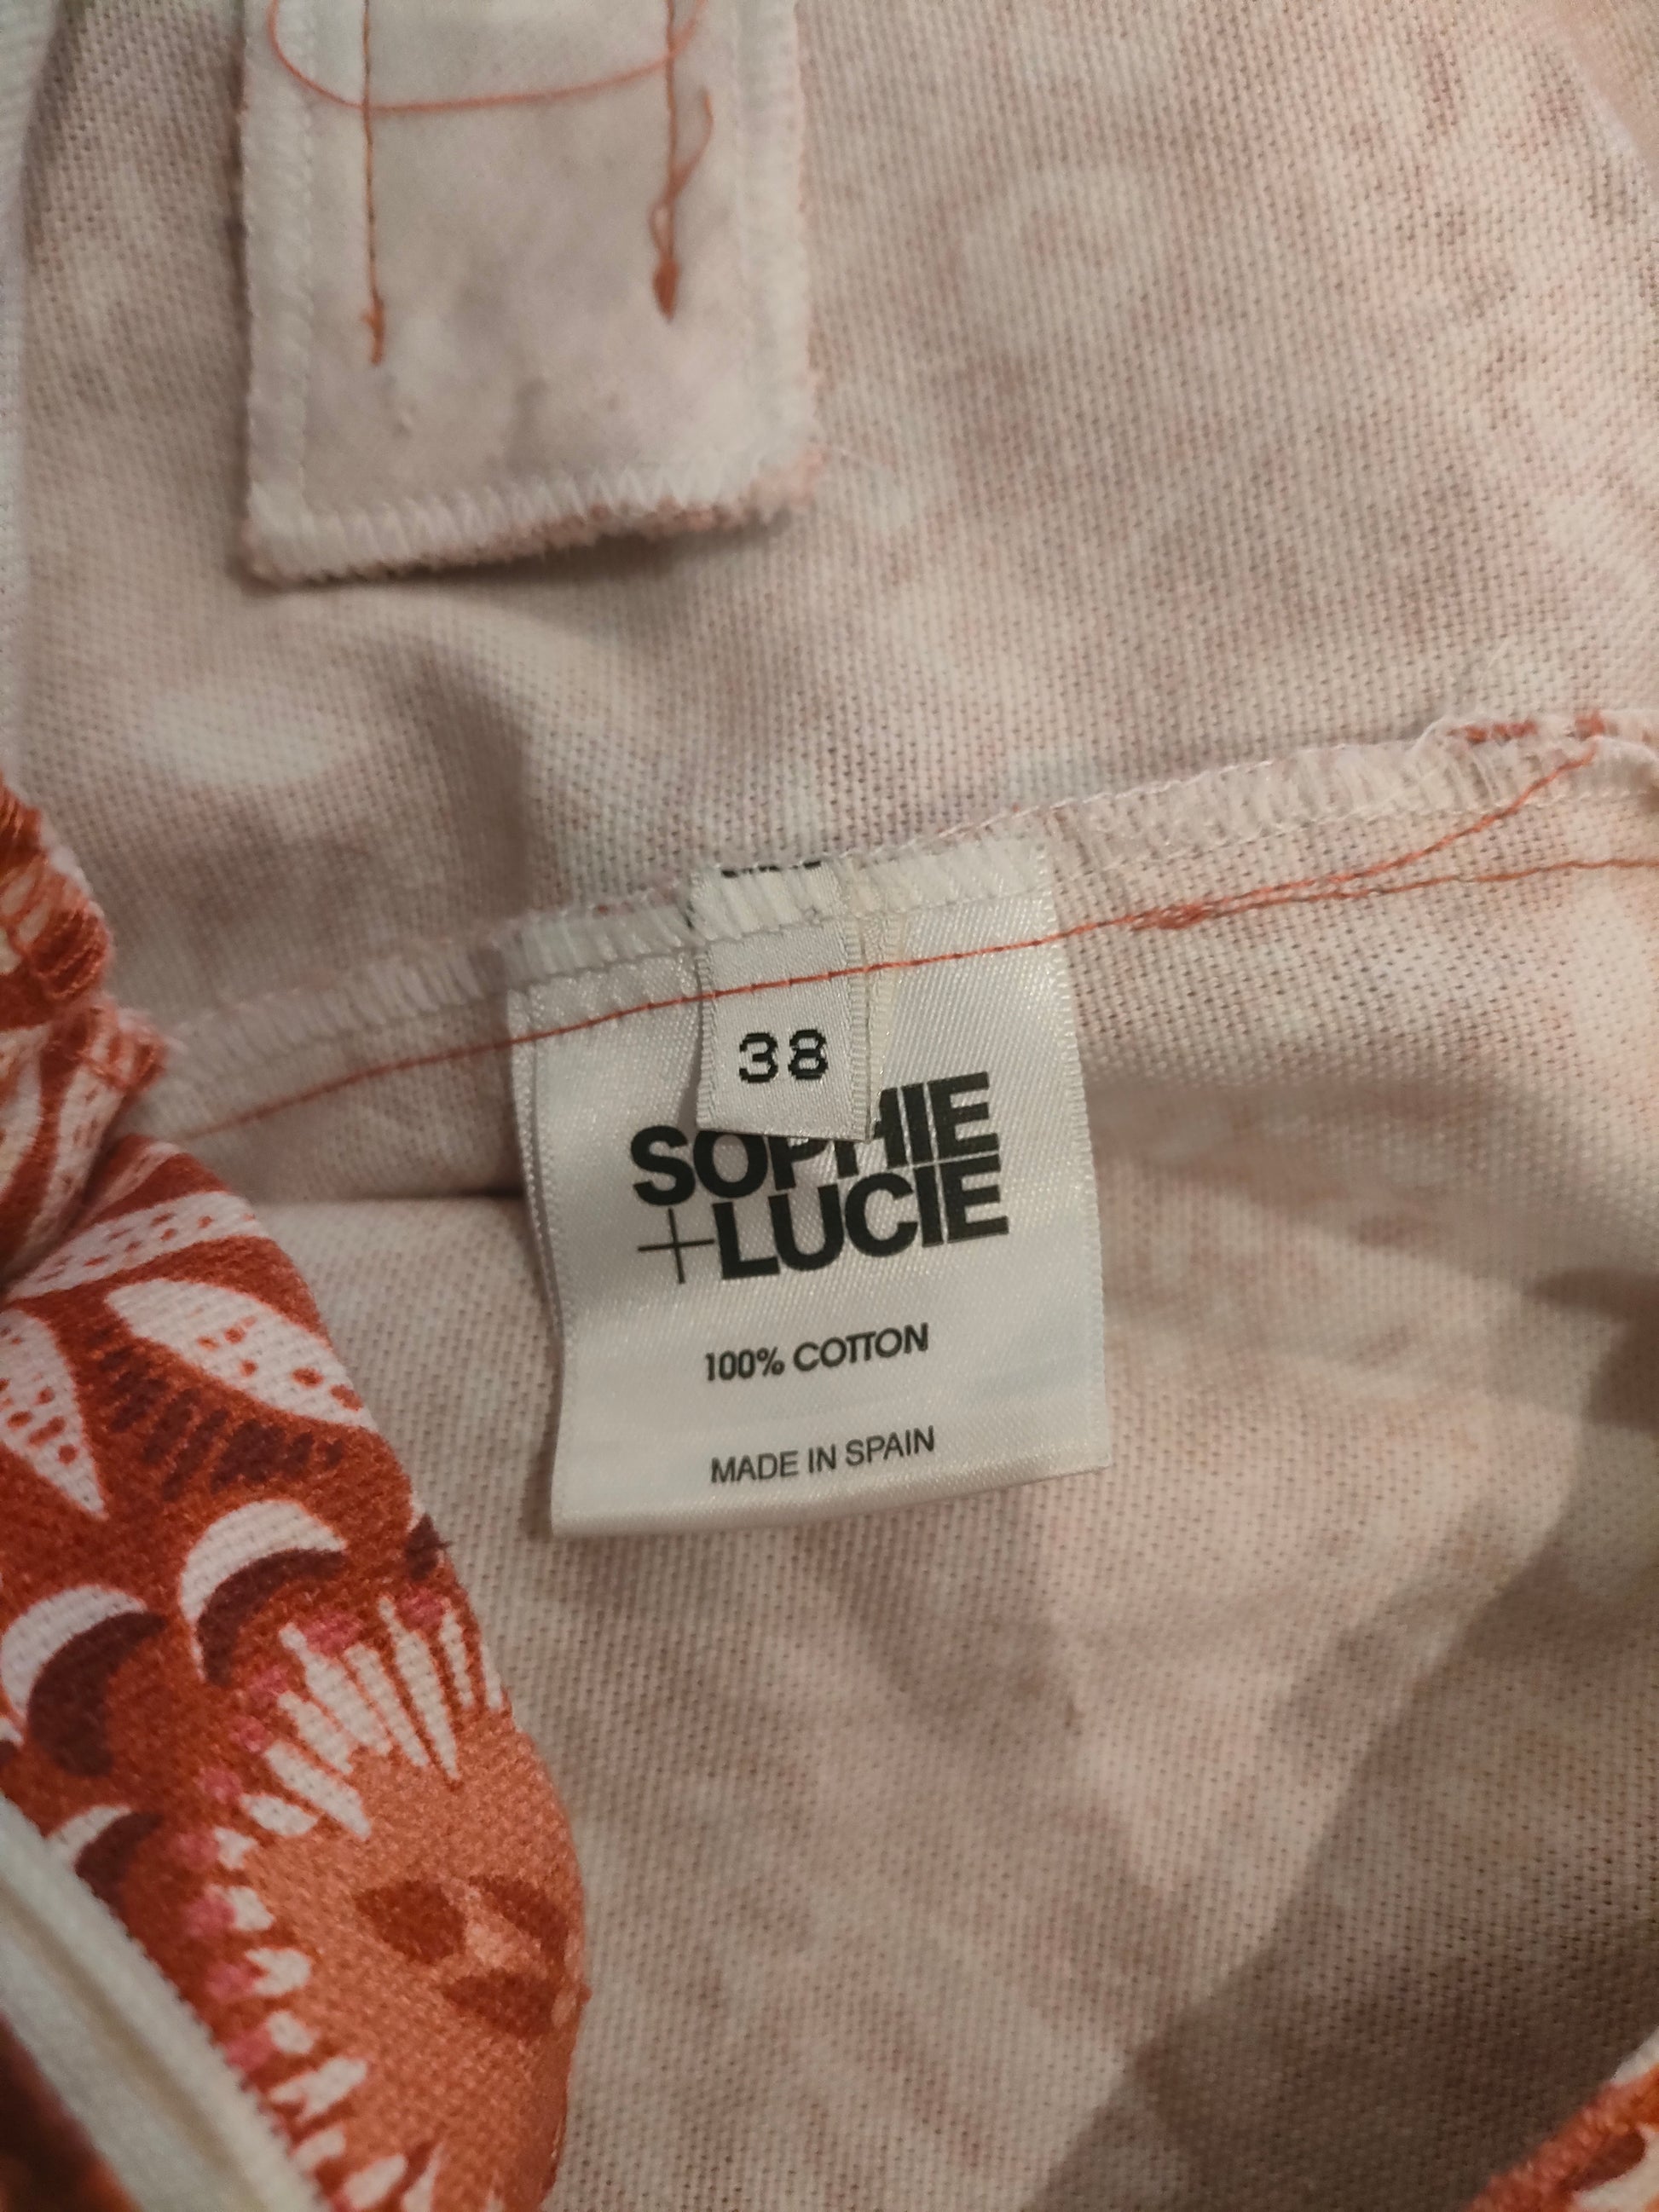 38
SOPHIE
+LUCIE
100% COTTON
MADE IN SPAIN